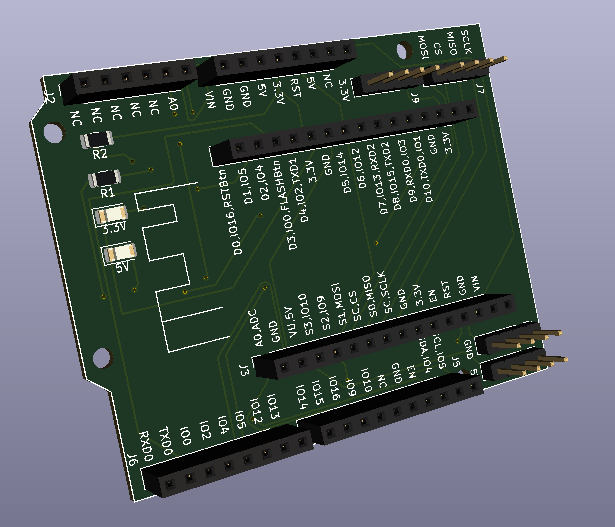 J2
NC
NC
NC
NC
NC
A0
VIN
GND
GND
5V
3.3V
RST
5V
NC
3.3V
MOSI
CS
MISO
SCLK
J9
J7
R2
R1
3.3V
5V
D0,IO16,RSTBtn
D1,IO5
D2,IO4
D3,IO0,FLASHBtn
D4,IO2,TXD1
3.3V
GND
D5,IO14
D6,IO12
D7,IO13,RXD2
D8,IO15,TXD2
D9,RXD0,IO3
D10,TXD0,IO1
GND
3.3V
J3
A0,ADC
GND
VU,5V
S3,IO10
S2,IO9
S1,MOSI
SC,CS
S0,MISO
SC,SCLK
GND
3.3V
EN
RST
GND
VIN
J6
RXD0
TXD0
IO0
IO2
IO4
IO5
IO12
IO13
IO14
IO15
IO16
IO9
IO10
NC
GND
EN
J5
GND